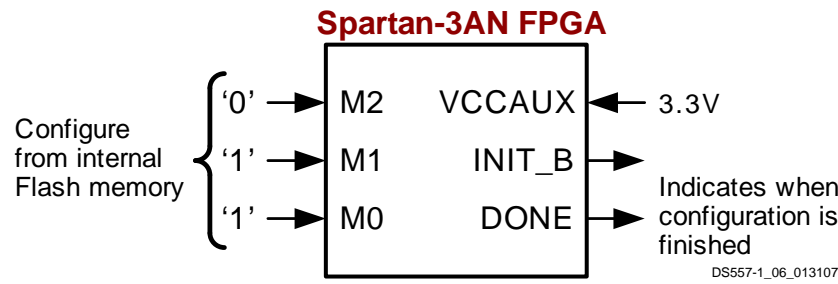 Spartan-3AN FPGA
Configure
from internal
Flash memory
‘0’ M2 VCCAUX 3.3V
‘1’ M1 INIT_B
‘1’ M0 DONE
Indicates when
configuration is
finished
DS557-1_06_013107